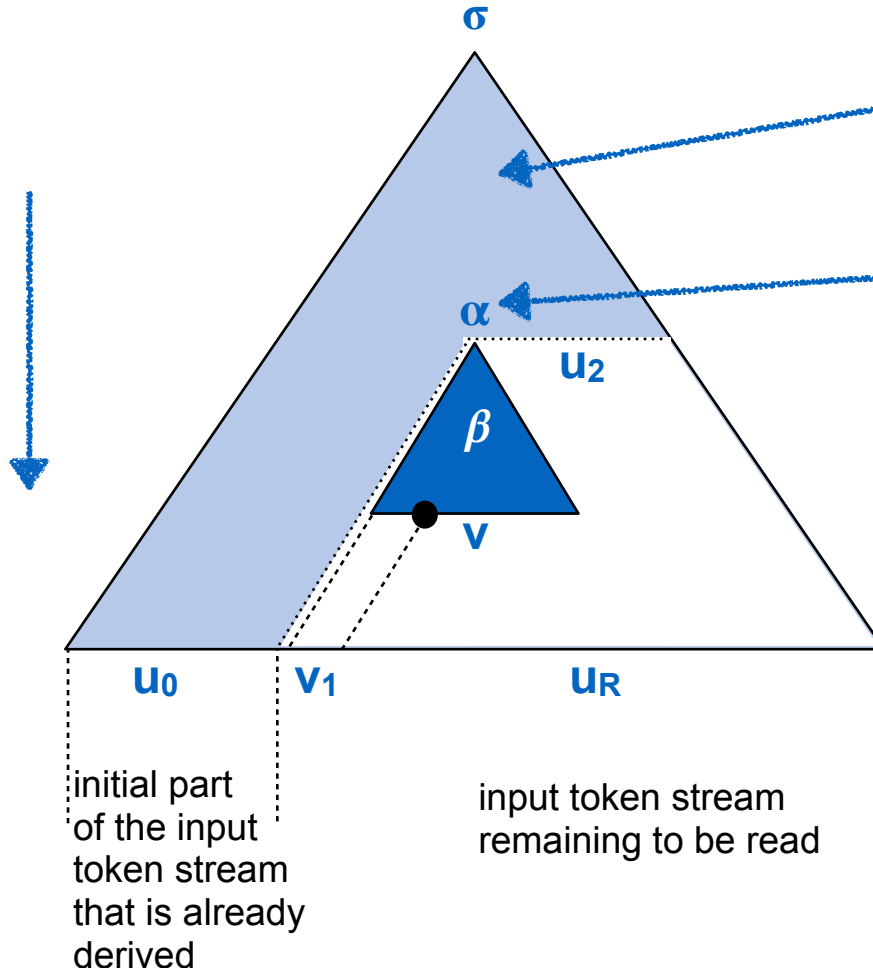 σ
α
u₂
β
v
u₀ v₁ u_R
initial part
of the input
token stream
that is already
derived
input token stream
remaining to be read